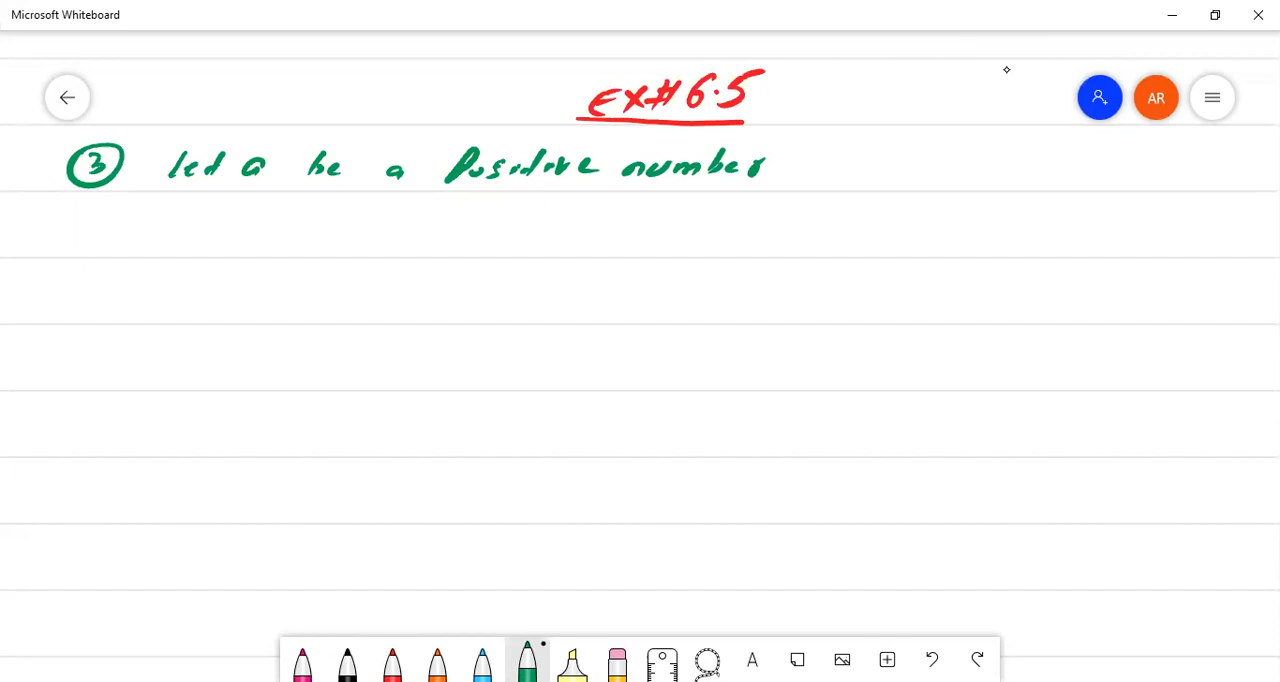 Microsoft Whiteboard
Ex# 6.5
AR
③ let a be a Positive number
A